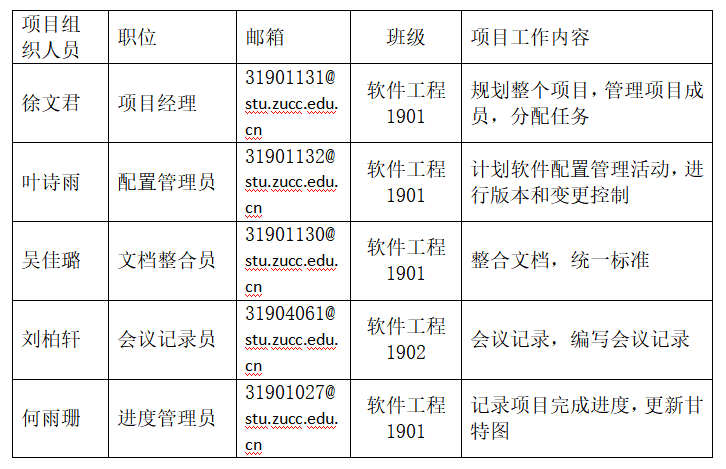 项目组
织人员
职位
邮箱
班级
项目工作内容
徐文君
项目经理
31901131@
stu.zucc.edu.
cn
软件工程
1901
规划整个项目，管理项目成
员，分配任务
叶诗雨
配置管理员
31901132@
stu.zucc.edu.
cn
软件工程
1901
计划软件配置管理活动，进
行版本和变更控制
吴佳璐
文档整合员
31901130@
stu.zucc.edu.
cn
软件工程
1901
整合文档，统一标准
刘柏轩
会议记录员
31904061@
stu.zucc.edu.
cn
软件工程
1902
会议记录，编写会议记录
何雨珊
进度管理员
31901027@
stu.zucc.edu.
cn
软件工程
1901
记录项目完成进度，更新甘
特图